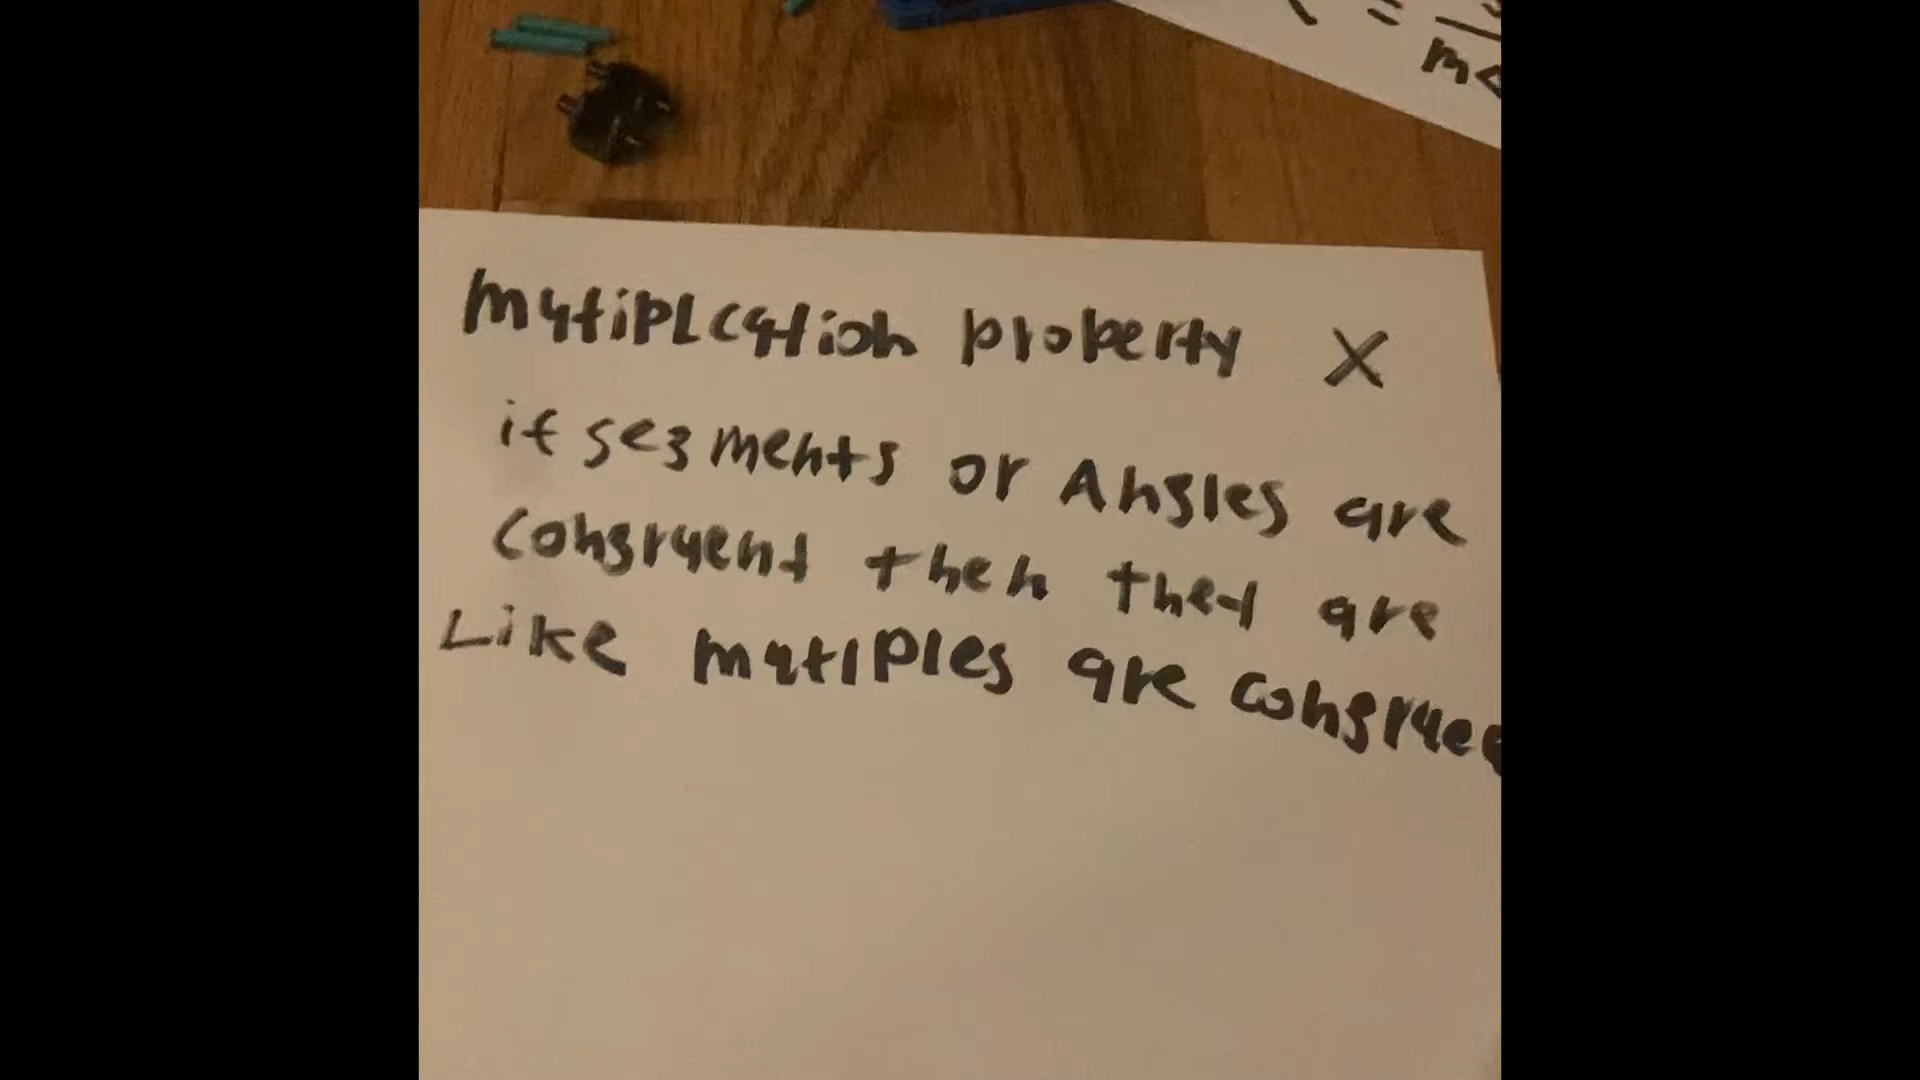 = 
m<
mutiplcation property X
if segments or Angles are
congruent then they are
Like mutiples are congrue